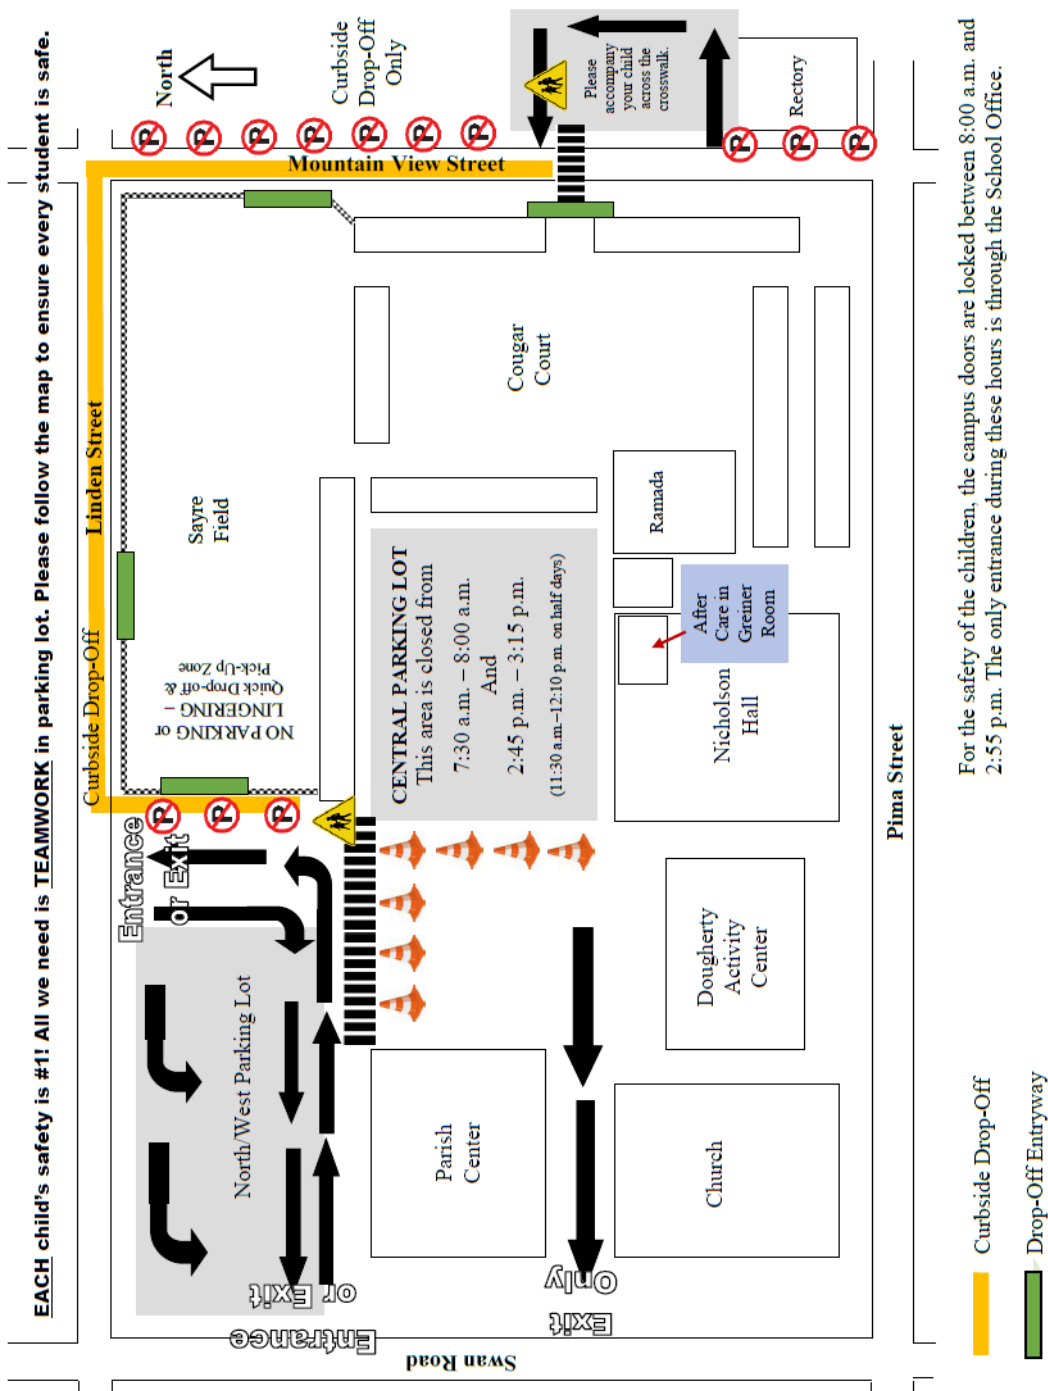 EACH child's safety is #1! All we need is TEAMWORK in parking lot. Please follow the map to ensure every student is safe.
North
Curbside
Drop-Off
Only
Please
accompany
your child
across the
crosswalk.
Rectory
P
P
P
P
P
P
P
P
P
P
Mountain View Street
Linden Street
Curbside Drop-Off
Sayre
Field
Cougar
Court
NO PARKING or
LINGERING –
Quick Drop-off &
Pick-Up Zone
P
P
P
Entrance
or Exit
CENTRAL PARKING LOT
This area is closed from
7:30 a.m. – 8:00 a.m.
And
2:45 p.m. – 3:15 p.m.
(11:30 a.m.–12:10 p.m. on half days)
Ramada
After
Care in
Greiner
Room
Nicholson
Hall
North/West Parking Lot
Dougherty
Activity
Center
Parish
Center
Church
Entrance
or Exit
Exit
Only
Swan Road
Pima Street
For the safety of the children, the campus doors are locked between 8:00 a.m. and
2:55 p.m. The only entrance during these hours is through the School Office.
Curbside Drop-Off
Drop-Off Entryway